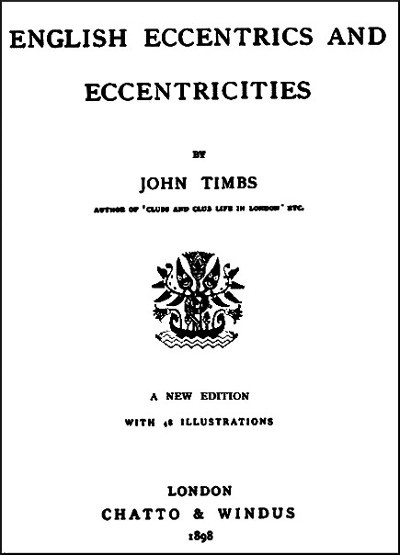 ENGLISH ECCENTRICS AND
ECCENTRICITIES
BY
JOHN TIMBS
AUTHOR OF "CLUBS AND CLUB LIFE IN LONDON" ETC.
A NEW EDITION
WITH 48 ILLUSTRATIONS
LONDON
CHATTO & WINDUS
1898